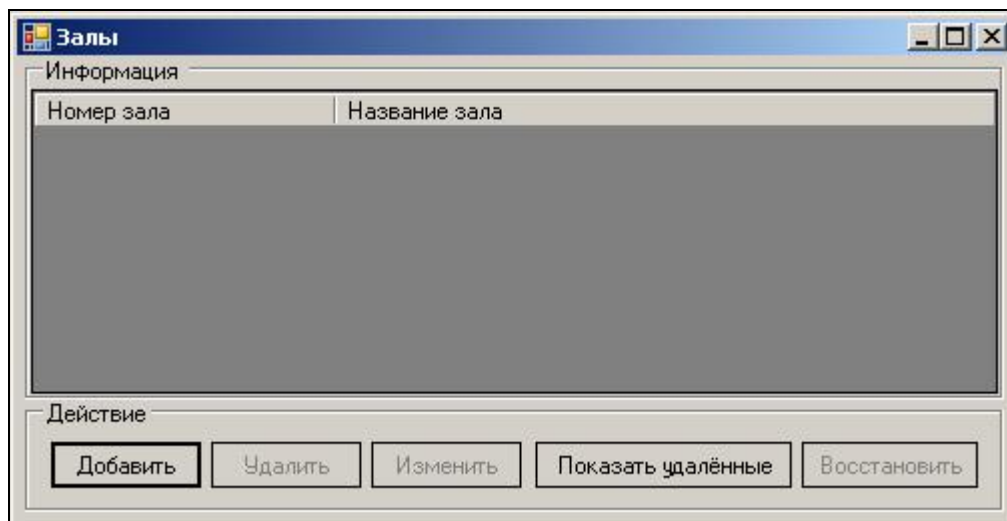 Залы
Информация
Номер зала Название зала
Действие
Добавить Удалить Изменить Показать удалённые Восстановить